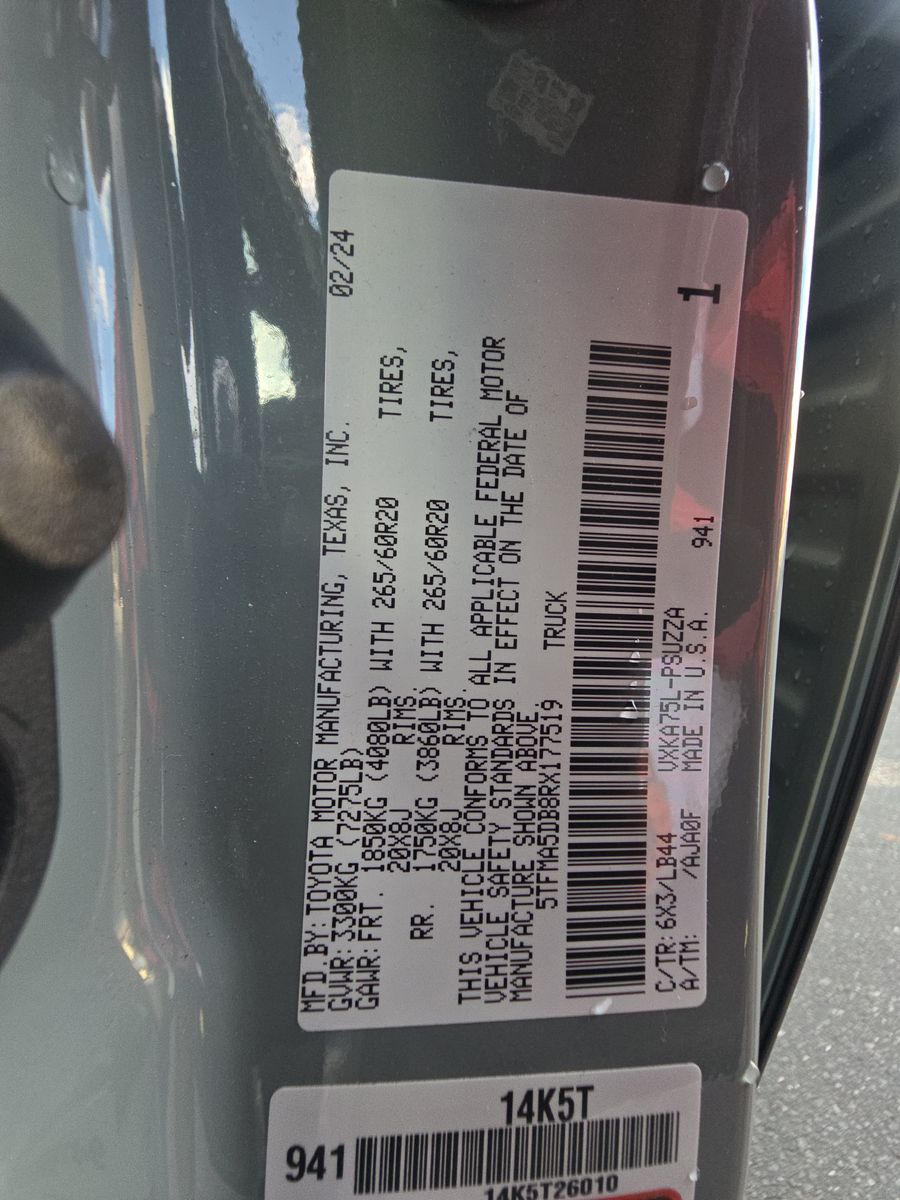 MFD.BY:TOYOTA MOTOR MANUFACTURING, TEXAS, INC. 02/24
GVWR:3300KG (7275LB)
GAWR:FRT. 1850KG (4080LB) WITH 265/60R20 TIRES,
20X8J RIMS.
RR. 1750KG (3860LB) WITH 265/60R20 TIRES,
20X8J RIMS.
THIS VEHICLE CONFORMS TO ALL APPLICABLE FEDERAL MOTOR
VEHICLE SAFETY STANDARDS IN EFFECT ON THE DATE OF
MANUFACTURE SHOWN ABOVE.
5TFMA5DB8RX177519 TRUCK
C/TR:6X3/LB44 VXKA75L-PSUZZA 1
A/TM: /AJA0F MADE IN U.S.A. 941
14K5T
941
14K5T26010